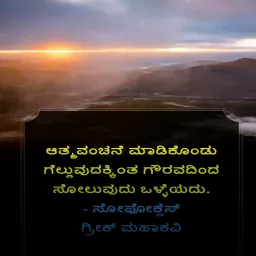 ಆತ್ಮವಂಚನೆ ಮಾಡಿಕೊಂಡು
ಗೆಲ್ಲುವುದಕ್ಕಿಂತ ಗೌರವದಿಂದ
ಸೋಲುವುದು ಒಳ್ಳೆಯದು.
- ಸೋಫೋಕ್ಲೆಸ್
ಗ್ರೀಕ್ ಮಹಾಕವಿ